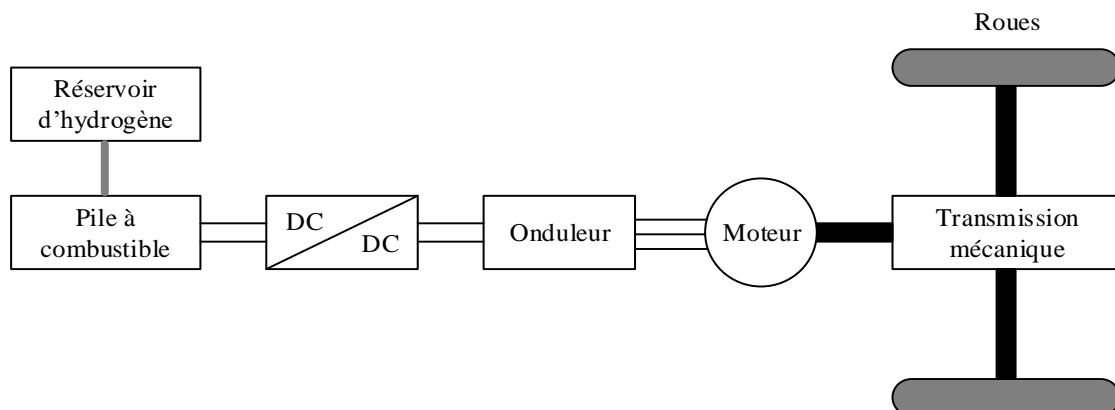 Roues
Réservoir
d’hydrogène
Pile à
combustible
DC
DC
Onduleur
Moteur
Transmission
mécanique